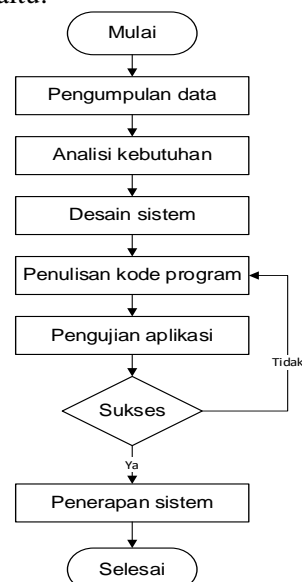 Mulai
Pengumpulan data
Analisi kebutuhan
Desain sistem
Penulisan kode program
Pengujian aplikasi
Tidak
Sukses
Ya
Penerapan sistem
Selesai